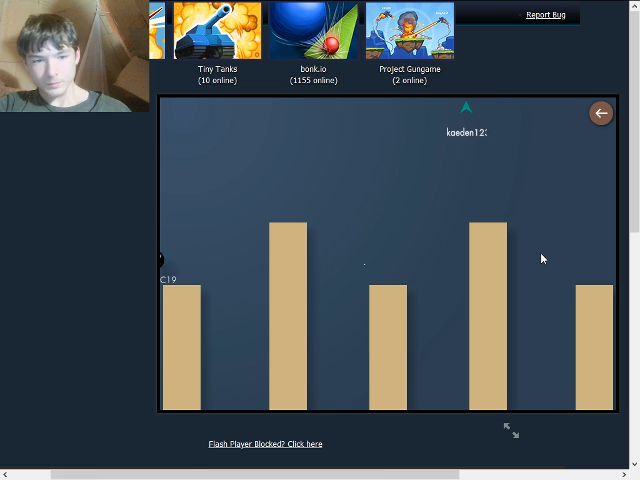 Report Bug
Tiny Tanks
(10 online)
bonk.io
(1155 online)
Project Gungame
(2 online)
kaeden123
C19
Flash Player Blocked? Click here